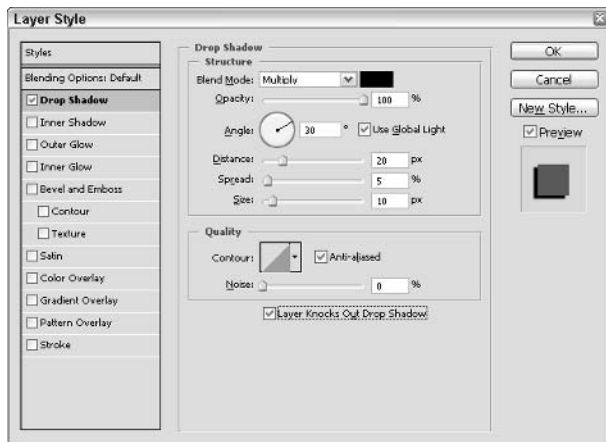 Layer Style
Styles
Blending Options: Default
Drop Shadow
Inner Shadow
Outer Glow
Inner Glow
Bevel and Emboss
Contour
Texture
Satin
Color Overlay
Gradient Overlay
Pattern Overlay
Stroke
Drop Shadow
Structure
Blend Mode: Multiply
Opacity: 100 %
Angle: 30 ° Use Global Light
Distance: 20 px
Spread: 5 %
Size: 10 px
Quality
Contour: Anti-aliased
Noise: 0 %
Layer Knocks Out Drop Shadow
OK
Cancel
New Style...
Preview